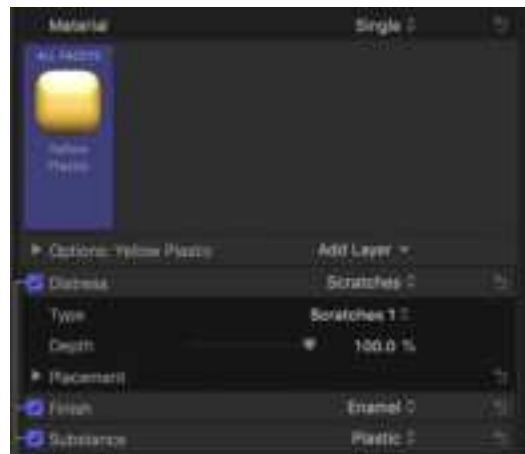 Material Single
ALL FACETS
Yellow
Plastic
Options: Yellow Plastic Add Layer
Distress Scratches
Type Scratches 1
Depth 100.0 %
Placement
Finish Enamel
Substance Plastic